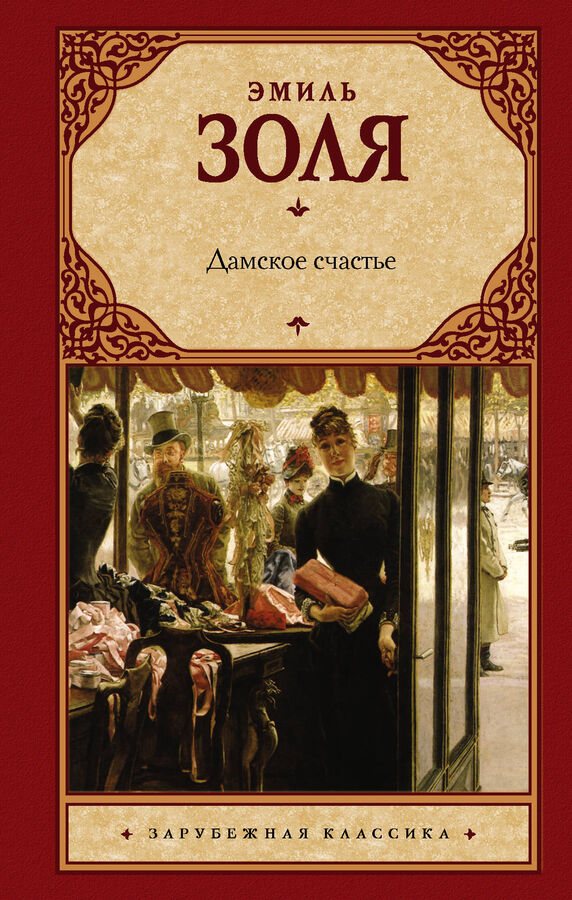 ЭМИЛЬ
ЗОЛЯ
Дамское счастье
ЗАРУБЕЖНАЯ КЛАССИКА